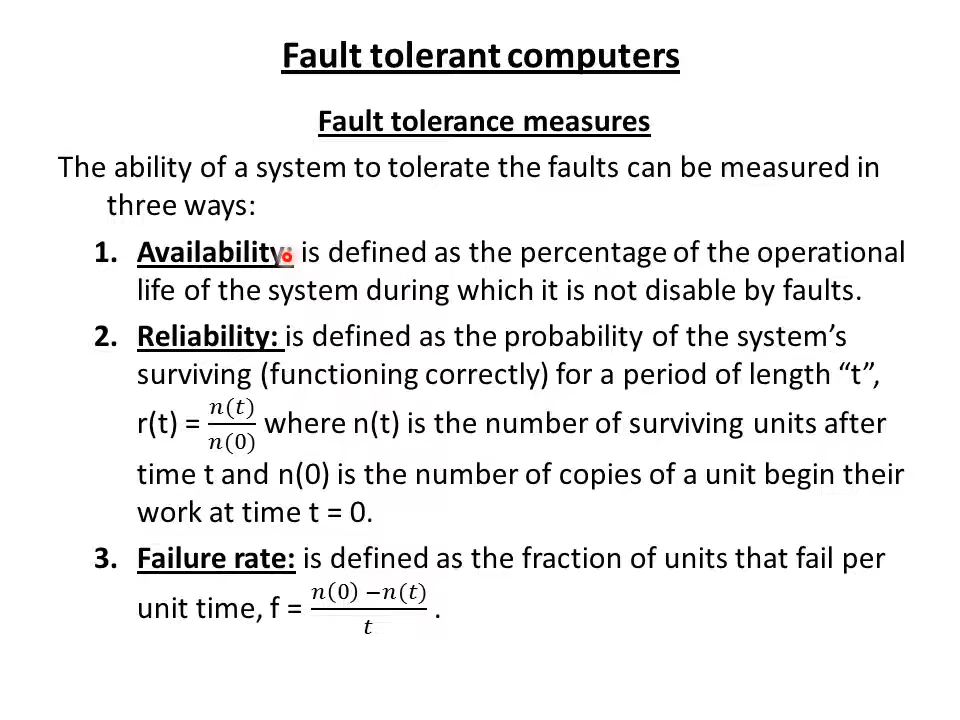 Fault tolerant computers
Fault tolerance measures
The ability of a system to tolerate the faults can be measured in
three ways:
1. Availability: is defined as the percentage of the operational
life of the system during which it is not disable by faults.
2. Reliability: is defined as the probability of the system’s
surviving (functioning correctly) for a period of length “t”,
r(t) = n(t)/n(0) where n(t) is the number of surviving units after
time t and n(0) is the number of copies of a unit begin their
work at time t = 0.
3. Failure rate: is defined as the fraction of units that fail per
unit time, f = n(0) −n(t)/t .